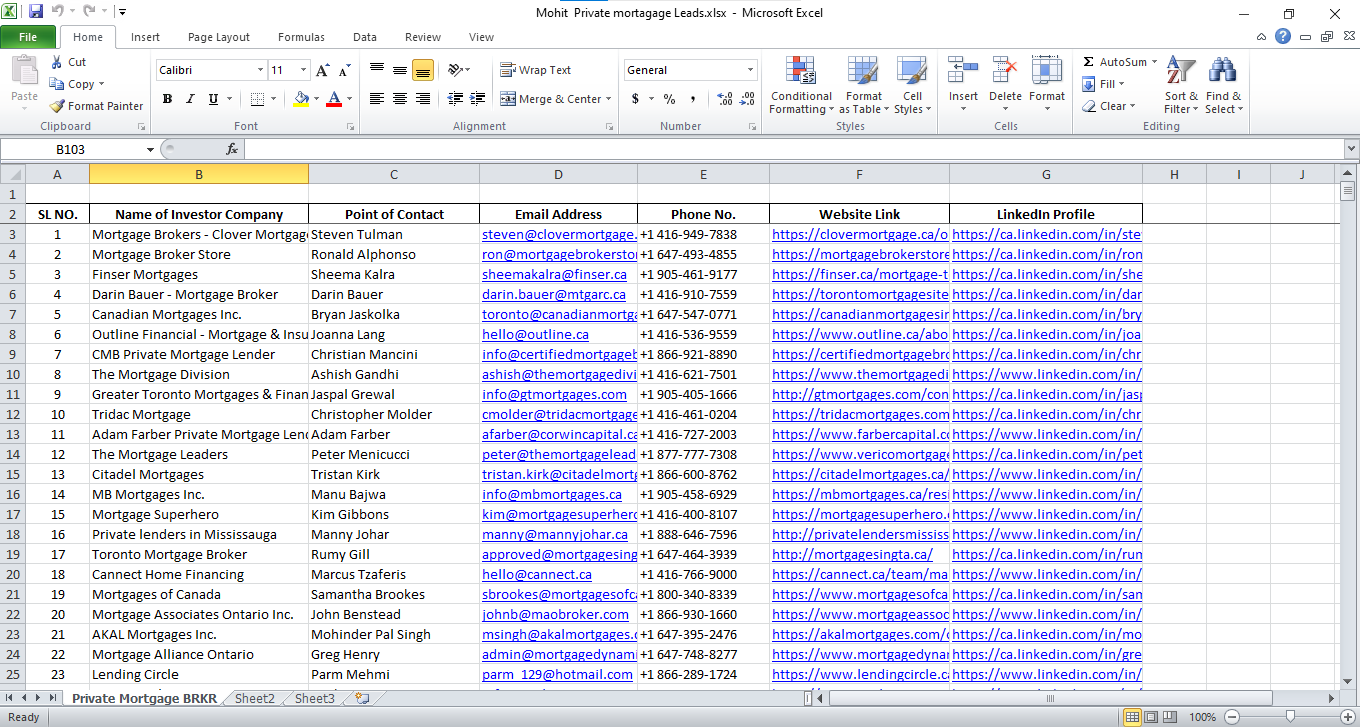 Mohit Private mortagage Leads.xlsx - Microsoft Excel
File Home Insert Page Layout Formulas Data Review View
Paste Cut Copy Format Painter
Calibri 11
B I U
Wrap Text
Merge & Center
General
$ % ,
Conditional Formatting Format as Table Cell Styles
Insert Delete Format
Σ AutoSum Fill Clear
Sort & Filter Find & Select
Clipboard Font Alignment Number Styles Cells Editing
B103 fx
A B C D E F G H I J
1
2 SL NO. Name of Investor Company Point of Contact Email Address Phone No. Website Link LinkedIn Profile
3 1 Mortgage Brokers - Clover Mortgag Steven Tulman steven@clovermortgage. +1 416-949-7838 https://clovermortgage.ca/o https://ca.linkedin.com/in/ste
4 2 Mortgage Broker Store Ronald Alphonso ron@mortgagebrokerstor +1 647-493-4855 https://mortgagebrokerstore https://ca.linkedin.com/in/ron
5 3 Finser Mortgages Sheema Kalra sheemakalra@finser.ca +1 905-461-9177 https://finser.ca/mortgage-t https://ca.linkedin.com/in/she
6 4 Darin Bauer - Mortgage Broker Darin Bauer darin.bauer@mtgarc.ca +1 416-910-7559 https://torontomortgagesite https://ca.linkedin.com/in/dar
7 5 Canadian Mortgages Inc. Bryan Jaskolka toronto@canadianmortga +1 647-547-0771 https://canadianmortgagesin https://ca.linkedin.com/in/bry
8 6 Outline Financial - Mortgage & Insu Joanna Lang hello@outline.ca +1 416-536-9559 https://www.outline.ca/abo https://ca.linkedin.com/in/joa
9 7 CMB Private Mortgage Lender Christian Mancini info@certifiedmortgageb +1 866-921-8890 https://certifiedmortgagebro https://ca.linkedin.com/in/chr
10 8 The Mortgage Division Ashish Gandhi ashish@themortgagedivi +1 416-621-7501 https://www.themortgagedi https://www.linkedin.com/in/
11 9 Greater Toronto Mortgages & Finan Jaspal Grewal info@gtmortgages.com +1 905-405-1666 http://gtmortgages.com/con https://ca.linkedin.com/in/jasp
12 10 Tridac Mortgage Christopher Molder cmolder@tridacmortgage +1 416-461-0204 https://tridacmortgages.com https://ca.linkedin.com/in/chr
13 11 Adam Farber Private Mortgage Lend Adam Farber afarber@corwincapital.ca +1 416-727-2003 https://www.farbercapital.co https://www.linkedin.com/in/
14 12 The Mortgage Leaders Peter Menicucci peter@themortgagelead +1 877-777-7308 https://www.vericomortgage https://ca.linkedin.com/in/pet
15 13 Citadel Mortgages Tristan Kirk tristan.kirk@citadelmortg +1 866-600-8762 https://citadelmortgages.ca/ https://www.linkedin.com/in/
16 14 MB Mortgages Inc. Manu Bajwa info@mbmortgages.ca +1 905-458-6929 https://mbmortgages.ca/resi https://www.linkedin.com/in/
17 15 Mortgage Superhero Kim Gibbons kim@mortgagesuperhero +1 416-400-8107 https://mortgagesuperhero. https://www.linkedin.com/in/
18 16 Private lenders in Mississauga Manny Johar manny@mannyjohar.ca +1 888-646-7596 http://privatelendersmississ https://www.linkedin.com/in/
19 17 Toronto Mortgage Broker Rumy Gill approved@mortgagesing +1 647-464-3939 http://mortgagesingta.ca/ https://ca.linkedin.com/in/rum
20 18 Cannect Home Financing Marcus Tzaferis hello@cannect.ca +1 416-766-9000 https://cannect.ca/team/ma https://www.linkedin.com/in/
21 19 Mortgages of Canada Samantha Brookes sbrookes@mortgagesofca +1 800-340-8339 https://www.mortgagesofca https://ca.linkedin.com/in/sam
22 20 Mortgage Associates Ontario Inc. John Benstead johnb@maobroker.com +1 866-930-1660 https://www.mortgageassoc https://www.linkedin.com/in/
23 21 AKAL Mortgages Inc. Mohinder Pal Singh msingh@akalmortgages.c +1 647-395-2476 https://akalmortgages.com/c https://ca.linkedin.com/in/mo
24 22 Mortgage Alliance Ontario Greg Henry admin@mortgagedynami +1 647-748-8277 https://www.mortgagedynar https://ca.linkedin.com/in/gre
25 23 Lending Circle Parm Mehmi parm_129@hotmail.com +1 866-289-1724 https://www.lendingcircle.ca https://www.linkedin.com/in/
Private Mortgage BRKR Sheet2 Sheet3
Ready 100%